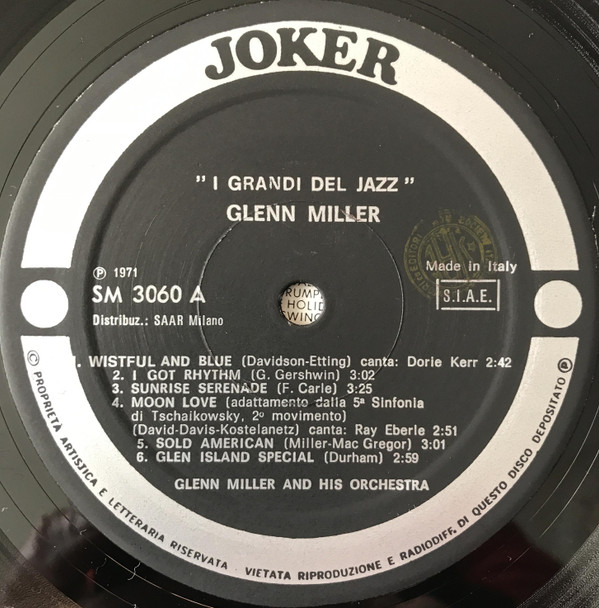 JOKER
" I GRANDI DEL JAZZ "
GLENN MILLER
Ⓟ 1971
SM 3060 A
Distribuz.: SAAR Milano
Made in Italy
S.I.A.E.
1. WISTFUL AND BLUE (Davidson-Etting) canta: Dorie Kerr 2:42
2. I GOT RHYTHM (G. Gershwin) 3:02
3. SUNRISE SERENADE (F. Carle) 3:25
4. MOON LOVE (adattamento dalla 5ª Sinfonia
di Tschaikowsky, 2º movimento)
(David-Davis-Kostelanetz) canta: Ray Eberle 2:51
5. SOLD AMERICAN (Miller-Mac Gregor) 3:01
6. GLEN ISLAND SPECIAL (Durham) 2:59
GLENN MILLER AND HIS ORCHESTRA
© PROPRIETÀ ARTISTICA E LETTERARIA RISERVATA . VIETATA RIPRODUZIONE E RADIODIFF. DI QUESTO DISCO DEPOSITATO Ⓟ
HOLID
SWING